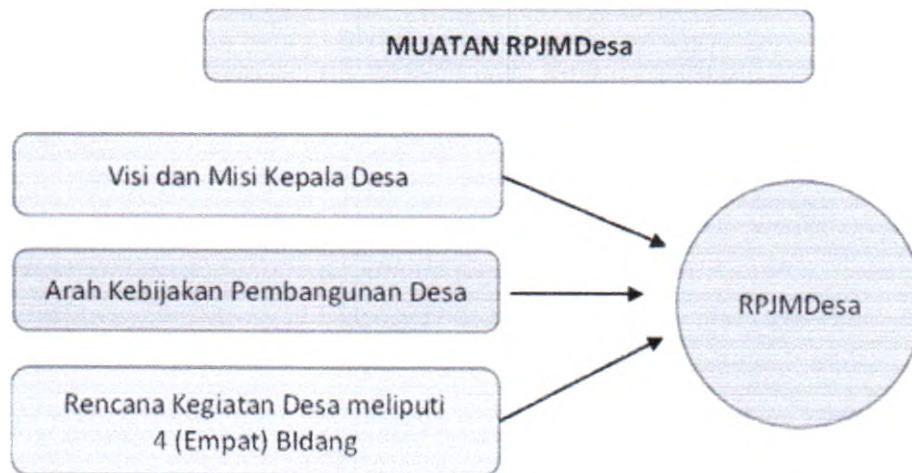 MUATAN RPJMDesa
Visi dan Misi Kepala Desa
Arah Kebijakan Pembangunan Desa
RPJMDesa
Rencana Kegiatan Desa meliputi
4 (Empat) BIdang